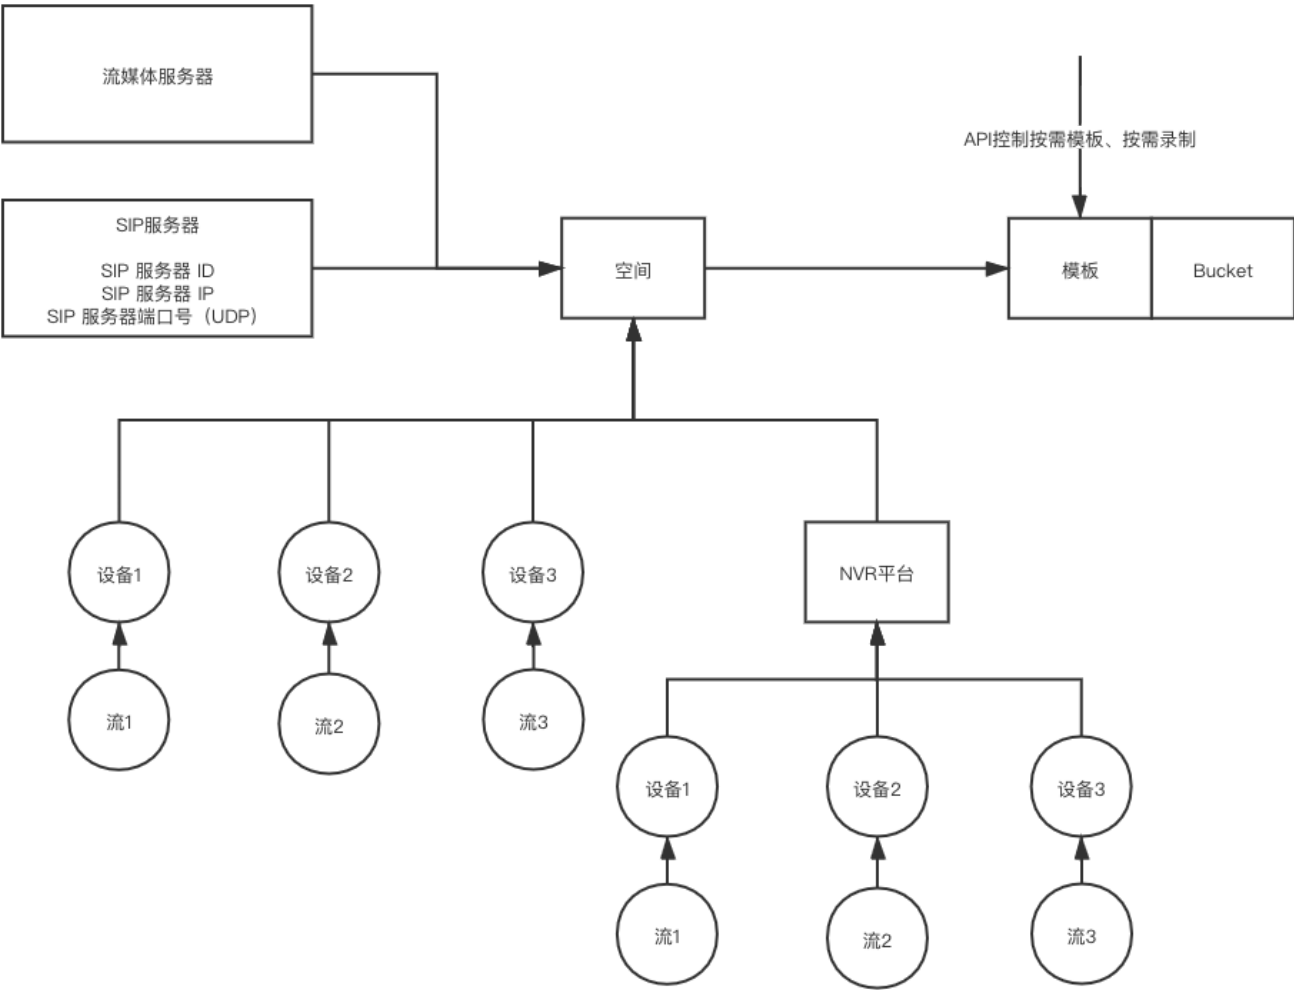 流媒体服务器
API控制按需模板、按需录制
SIP服务器
SIP 服务器 ID
SIP 服务器 IP
SIP 服务器端口号（UDP）
空间
模板
Bucket
设备1
设备2
设备3
NVR平台
流1
流2
流3
设备1
设备2
设备3
流1
流2
流3